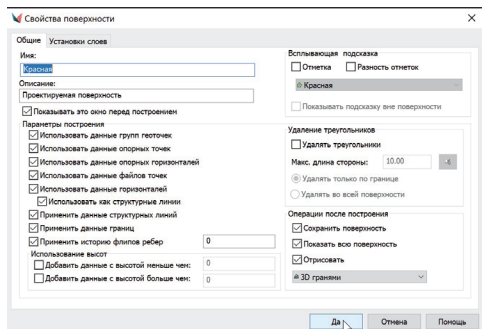 Свойства поверхности
Общие Установки слоев
Имя:
Красная
Описание:
Проектируемая поверхность
Показывать это окно перед построением
Параметры построения
Использовать данные групп геоточек
Использовать данные опорных точек
Использовать данные опорных горизонталей
Использовать данные файлов точек
Использовать данные горизонталей
Использовать как структурные линии
Применить данные структурных линий
Применить данные границ
Применить историю флипов ребер 0
Использование высот
Добавить данные с высотой меньше чем: 0
Добавить данные с высотой больше чем: 0
Всплывающая подсказка
Отметка Разность отметок
Красная
Показывать подсказку вне поверхности
Удаление треугольников
Удалять треугольники
Макс. длина стороны: 10.00
Удалять только по границе
Удалять во всей поверхности
Операции после построения
Сохранить поверхность
Показать всю поверхность
Отрисовать
3D гранями
Да Отмена Помощь